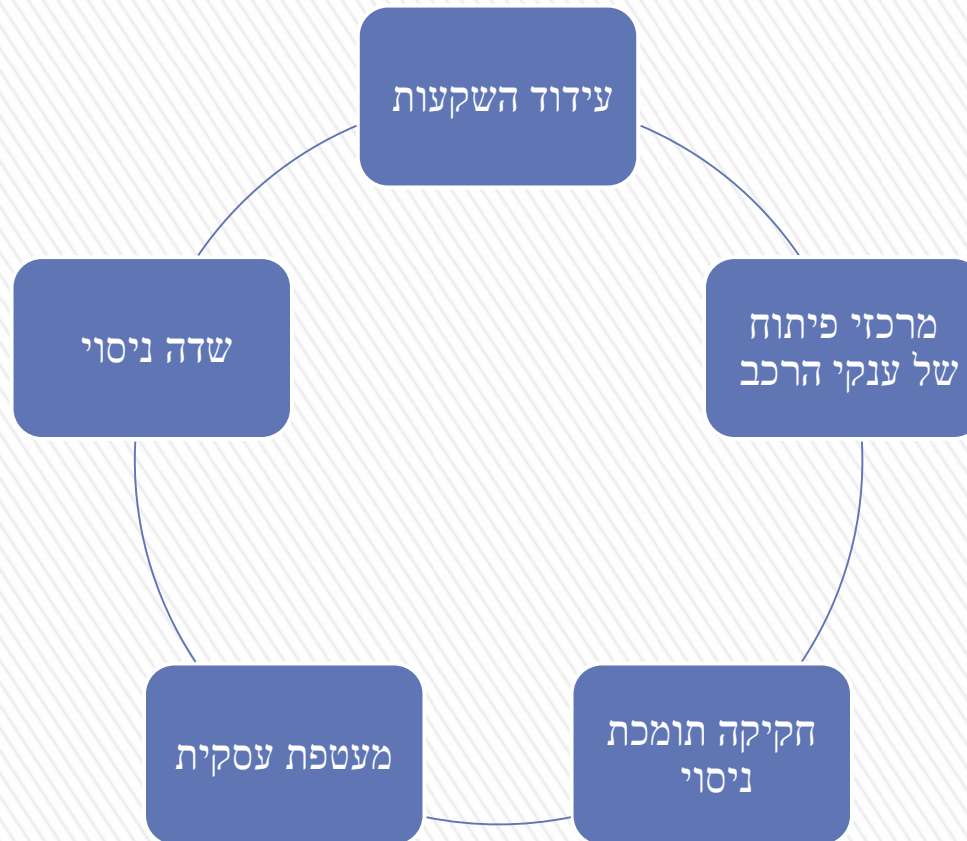 עידוד השקעות
מרכזי פיתוח
של ענקי הרכב
חקיקה תומכת
ניסוי
מעטפת עסקית
שדה ניסוי